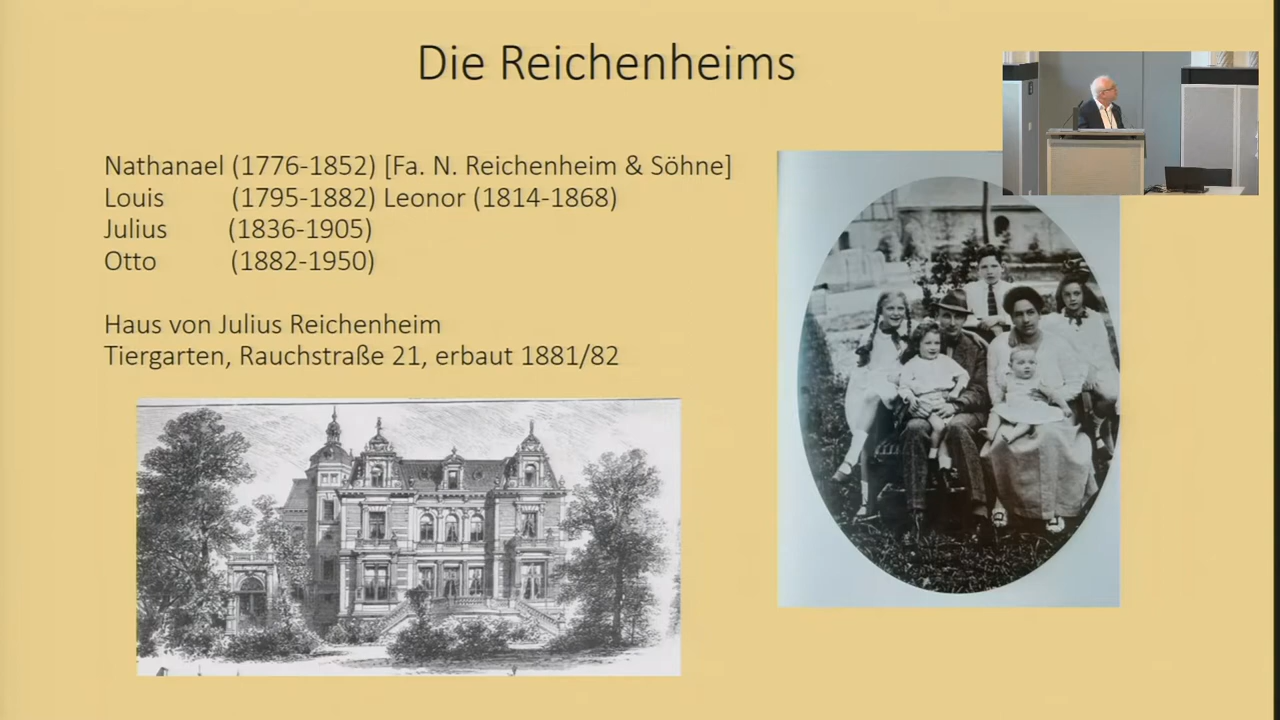 Die Reichenheims
Nathanael (1776-1852) [Fa. N. Reichenheim & Söhne]
Louis (1795-1882) Leonor (1814-1868)
Julius (1836-1905)
Otto (1882-1950)
Haus von Julius Reichenheim
Tiergarten, Rauchstraße 21, erbaut 1881/82